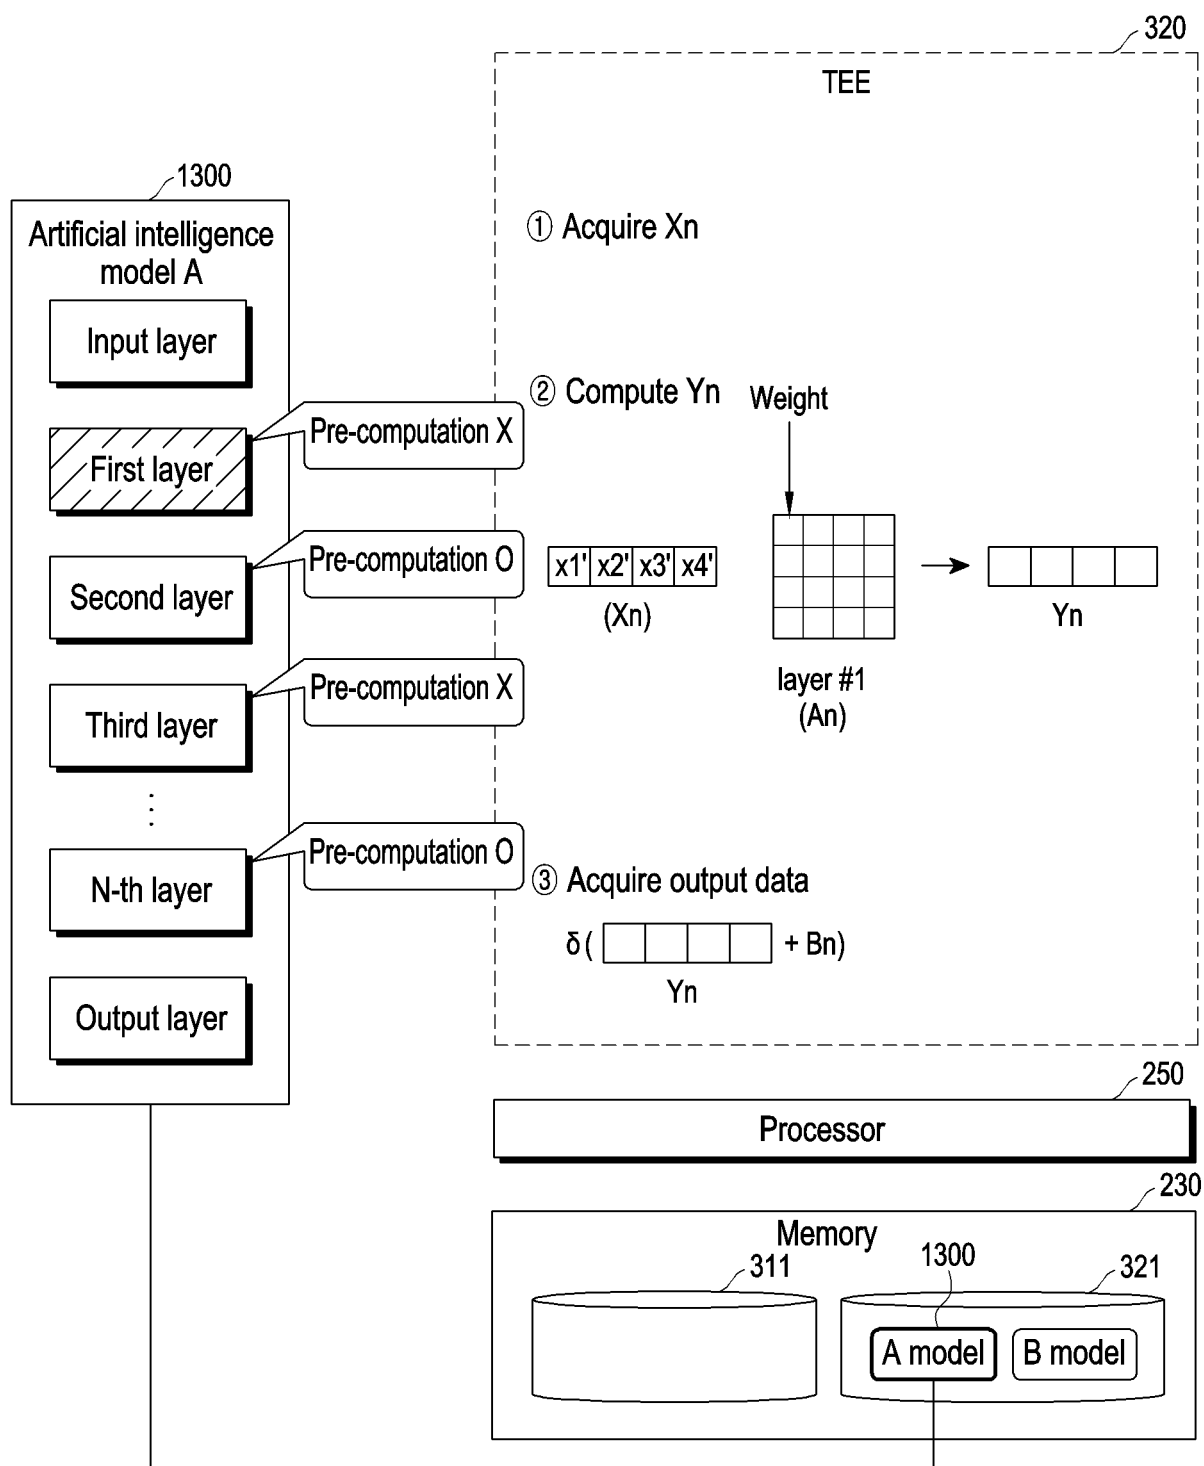 320
TEE
1300
Artificial intelligence
model A
Input layer
First layer
Second layer
Third layer
N-th layer
Output layer
Pre-computation X
Pre-computation O
Pre-computation X
Pre-computation O
① Acquire Xn
② Compute Yn
Weight
x1' x2' x3' x4'
(Xn)
layer #1
(An)
Yn
③ Acquire output data
δ ( + Bn)
Yn
250
Processor
230
Memory
311
1300
321
A model
B model